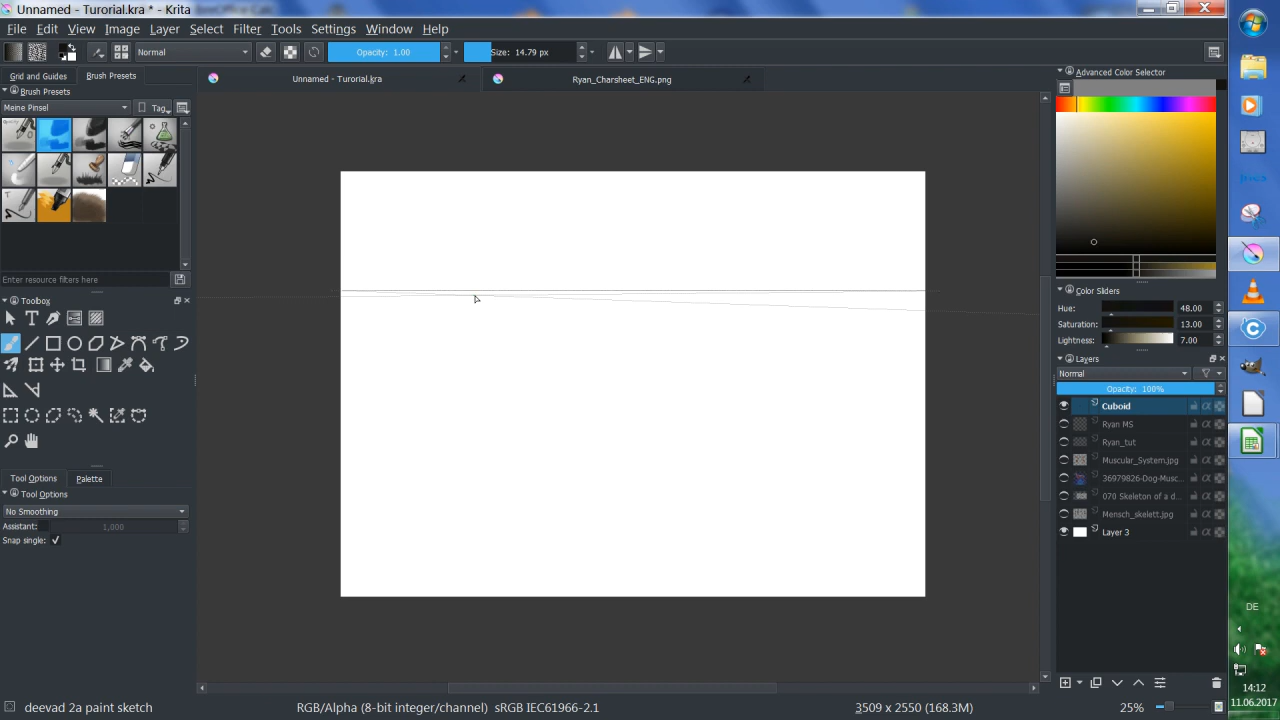 Unnamed - Turorial.kra * - Krita
File Edit View Image Layer Select Filter Tools Settings Window Help
Normal Opacity: 1.00 Size: 14.79 px
Grid and Guides Brush Presets Unnamed - Turorial.kra Ryan_Charsheet_ENG.png Advanced Color Selector
Brush Presets
Meine Pinsel Tag
Enter resource filters here
Color Sliders
Toolbox
Hue: 48.00
Saturation: 13.00
Lightness: 7.00
Layers
Normal
Opacity: 100%
Cuboid
Ryan MS
Ryan_tut
Muscular_System.jpg
36979826-Dog-Musc...
070 Skeleton of a d...
Mensch_skelett.jpg
Layer 3
Tool Options Palette
Tool Options
No Smoothing
Assistant: 1,000
Snap single:
DE
14:12
11.06.2017
deevad 2a paint sketch RGB/Alpha (8-bit integer/channel) sRGB IEC61966-2.1 3509 x 2550 (168.3M) 25%